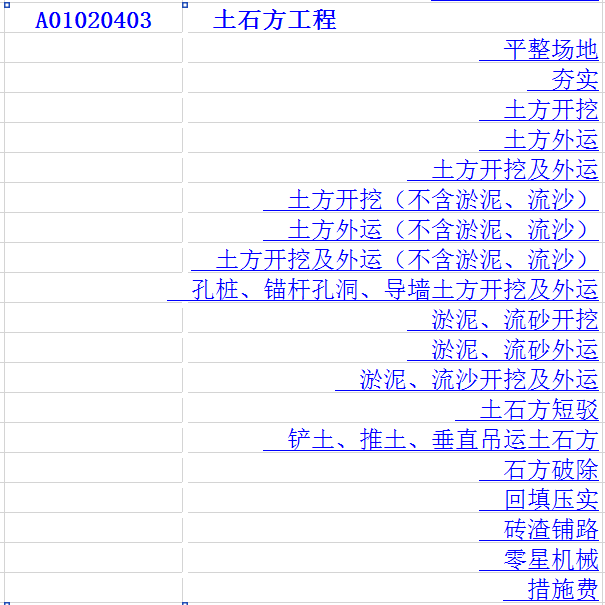 A01020403 土石方工程
平整场地
夯实
土方开挖
土方外运
土方开挖及外运
土方开挖（不含淤泥、流沙）
土方外运（不含淤泥、流沙）
土方开挖及外运（不含淤泥、流沙）
孔桩、锚杆孔洞、导墙土方开挖及外运
淤泥、流砂开挖
淤泥、流砂外运
淤泥、流沙开挖及外运
土石方短驳
铲土、推土、垂直吊运土石方
石方破除
回填压实
砖渣铺路
零星机械
措施费